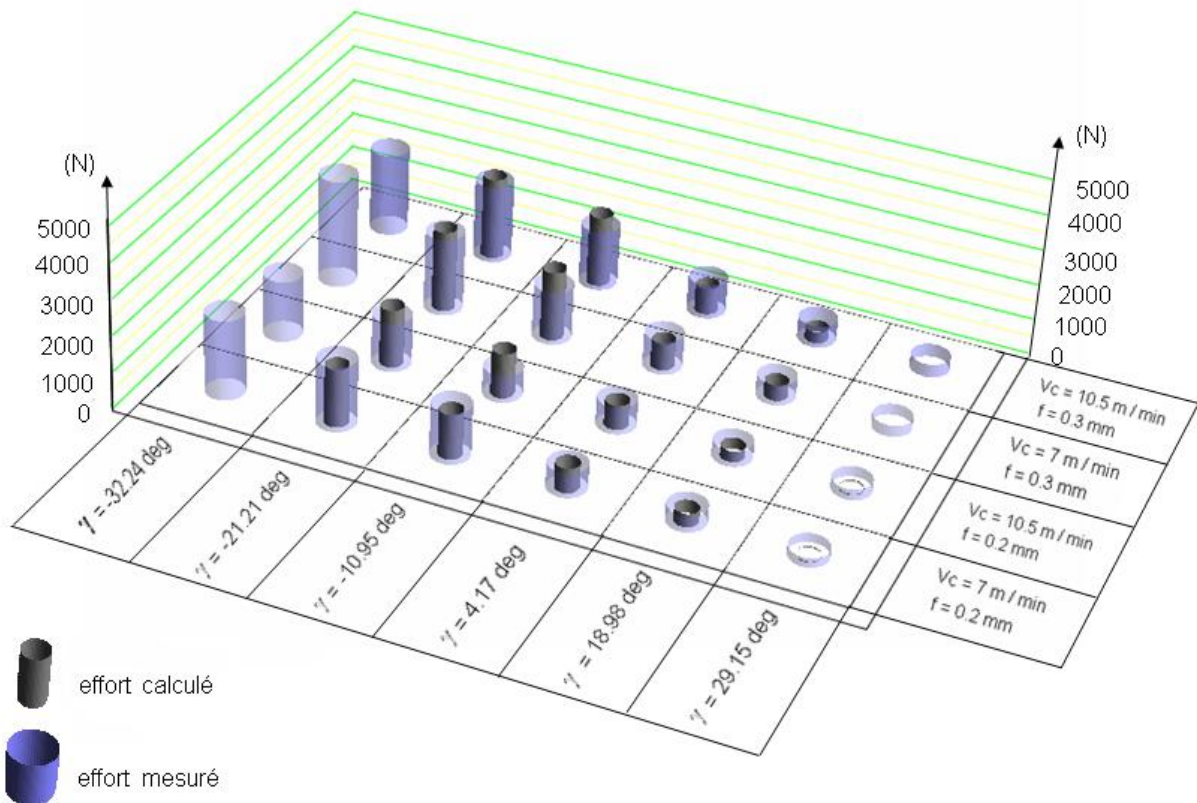 (N)
5000
4000
3000
2000
1000
0
(N)
5000
4000
3000
2000
1000
0
Vc = 10.5 m / min
f = 0.3 mm
Vc = 7 m / min
f = 0.3 mm
Vc = 10.5 m / min
f = 0.2 mm
Vc = 7 m / min
f = 0.2 mm
γ = -32.24 deg
γ = -21.21 deg
γ = -10.95 deg
γ = 4.17 deg
γ = 18.98 deg
γ = 29.15 deg
effort calculé
effort mesuré